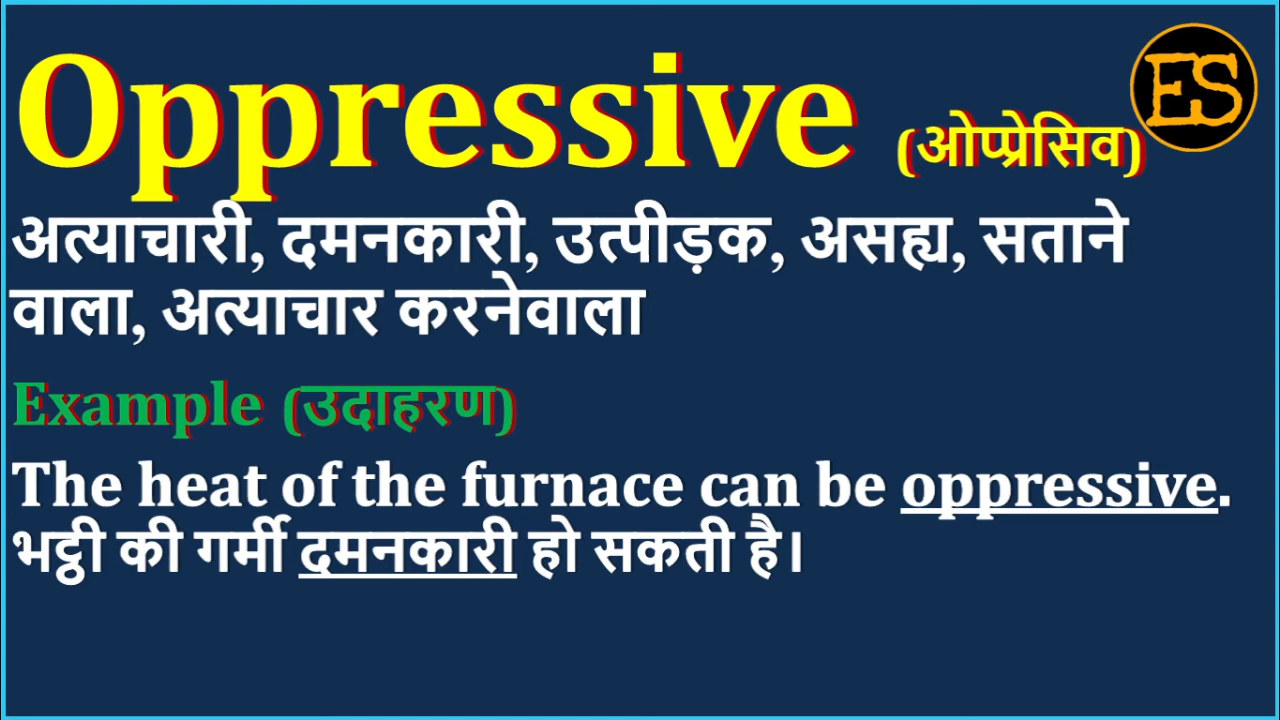 Oppressive (ओप्प्रेसिव)
ES
अत्याचारी, दमनकारी, उत्पीड़क, असह्य, सताने
वाला, अत्याचार करनेवाला
Example (उदाहरण)
The heat of the furnace can be oppressive.
भट्ठी की गर्मी दमनकारी हो सकती है।